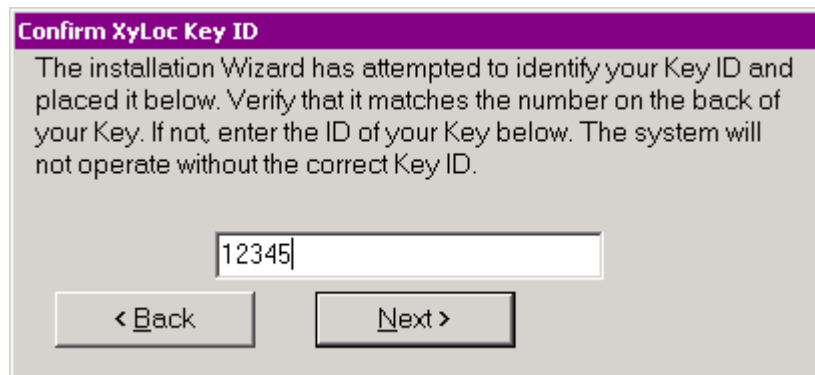 Confirm XyLoc Key ID
The installation Wizard has attempted to identify your Key ID and
placed it below. Verify that it matches the number on the back of
your Key. If not, enter the ID of your Key below. The system will
not operate without the correct Key ID.
12345
< Back
Next >